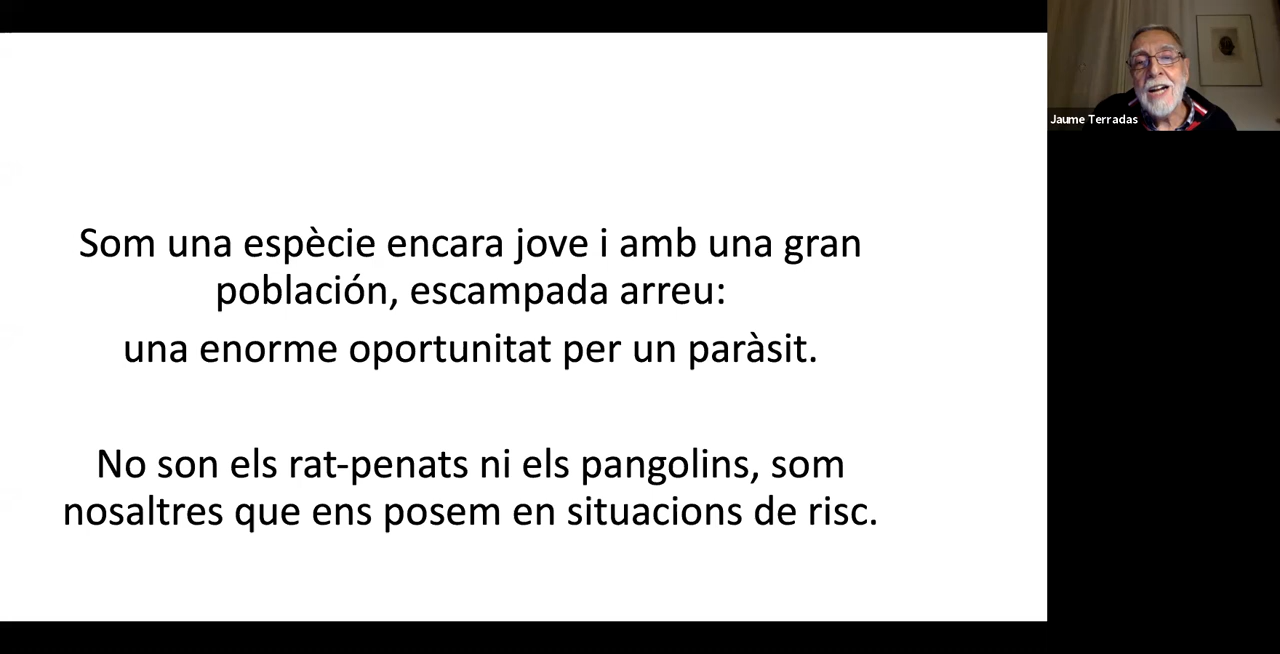 Som una espècie encara jove i amb una gran
población, escampada arreu:
una enorme oportunitat per un paràsit.
No son els rat-penats ni els pangolins, som
nosaltres que ens posem en situacions de risc.
Jaume Terradas